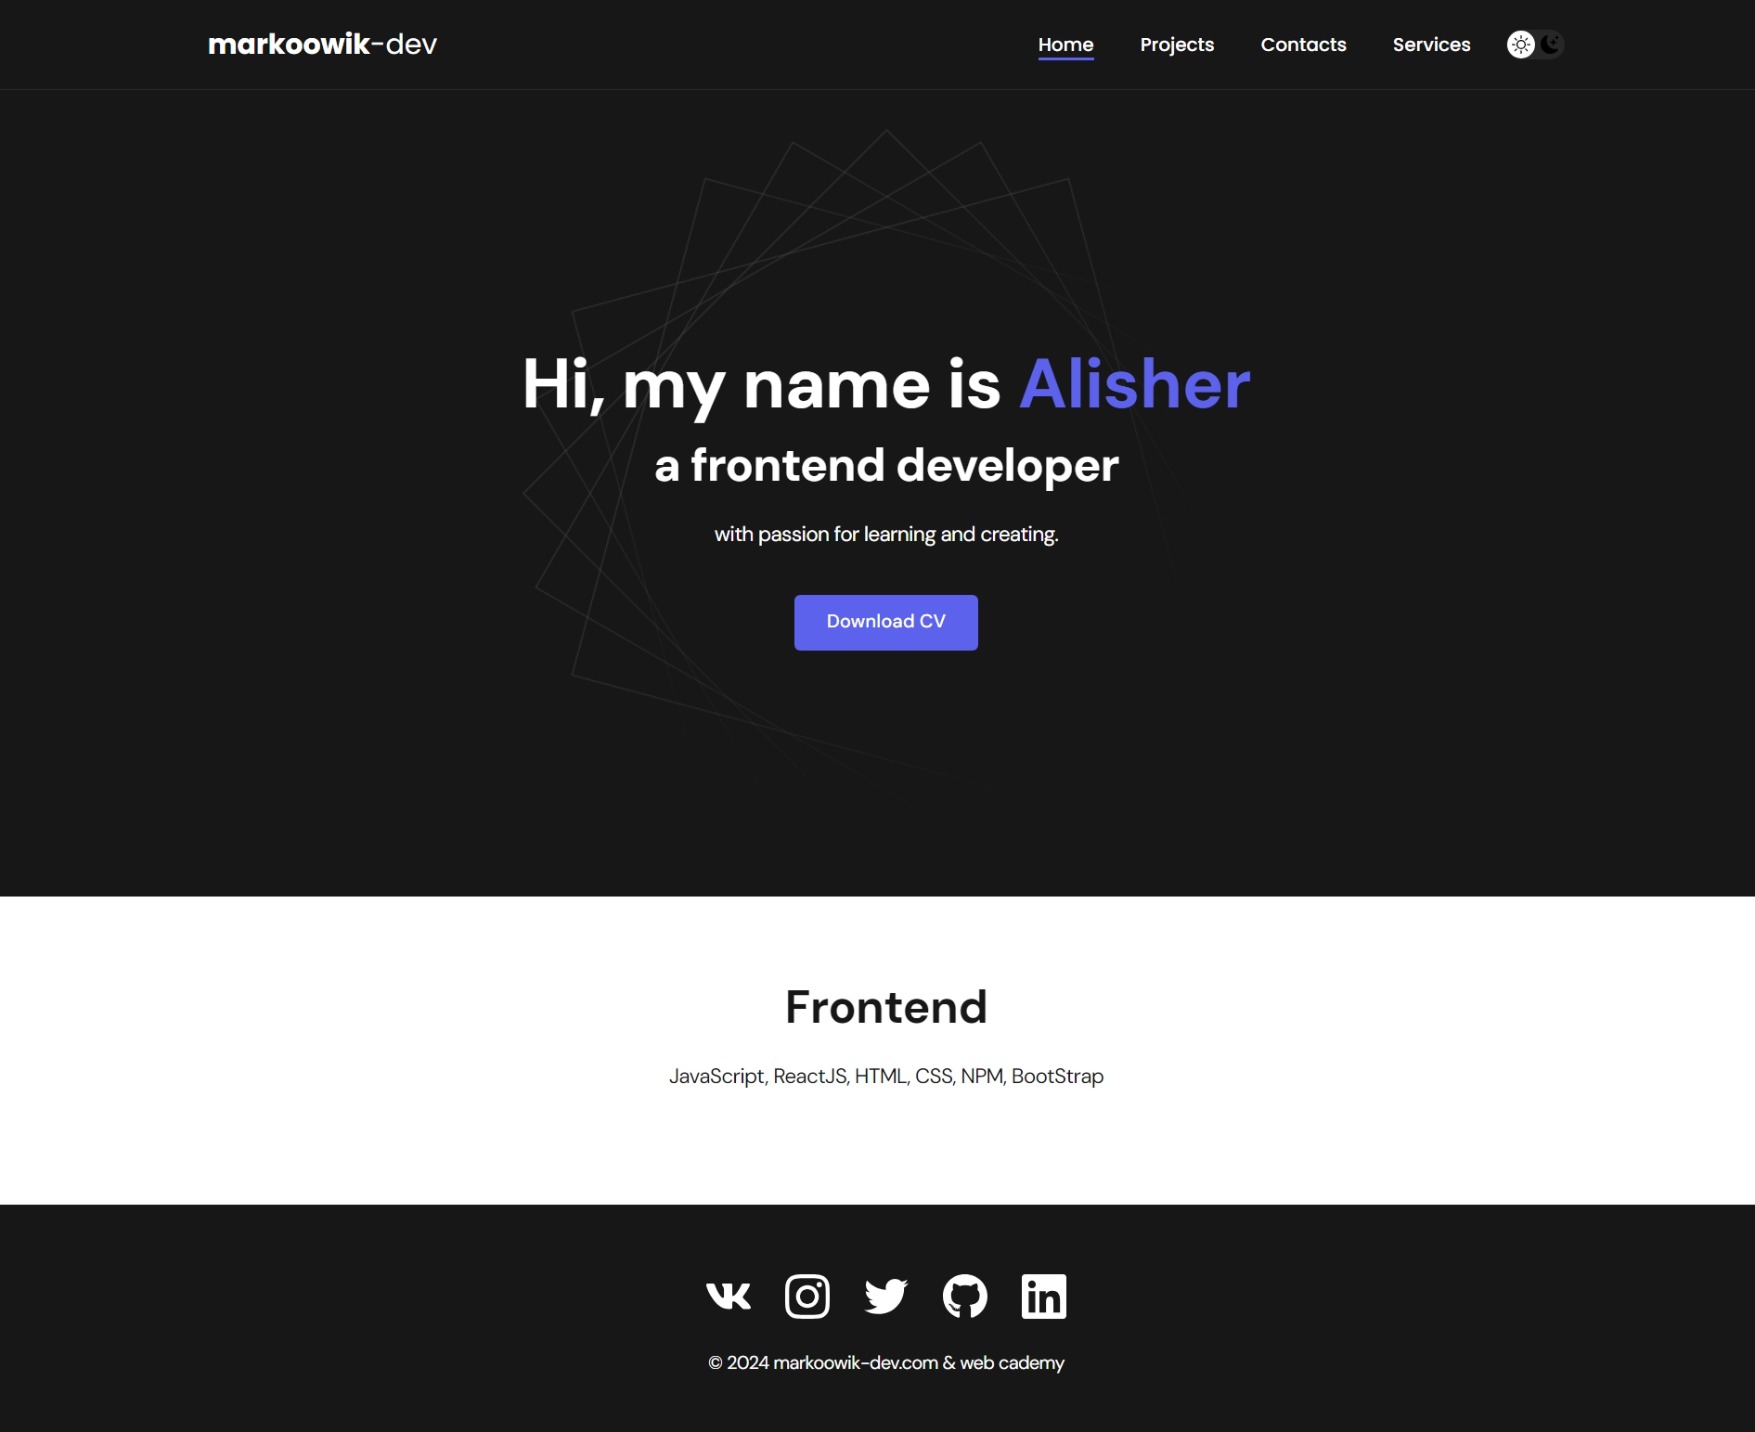 markoowik-dev
Home Projects Contacts Services
Hi, my name is Alisher
a frontend developer
with passion for learning and creating.
Download CV
Frontend
JavaScript, ReactJS, HTML, CSS, NPM, BootStrap
© 2024 markoowik-dev.com & web cademy